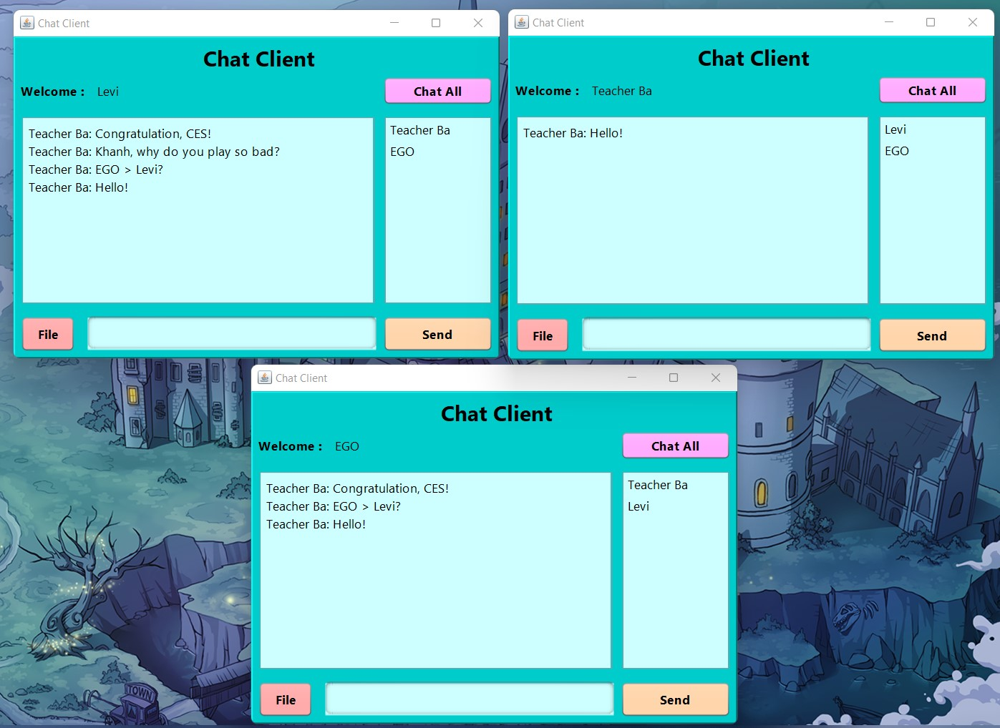 Chat Client
Chat Client
Welcome : Levi
Chat All
Teacher Ba: Congratulation, CES!
Teacher Ba: Khanh, why do you play so bad?
Teacher Ba: EGO > Levi?
Teacher Ba: Hello!
Teacher Ba
EGO
File
Send
Chat Client
Chat Client
Welcome : Teacher Ba
Chat All
Teacher Ba: Hello!
Levi
EGO
File
Send
Chat Client
Chat Client
Welcome : EGO
Chat All
Teacher Ba: Congratulation, CES!
Teacher Ba: EGO > Levi?
Teacher Ba: Hello!
Teacher Ba
Levi
File
Send
TOWN